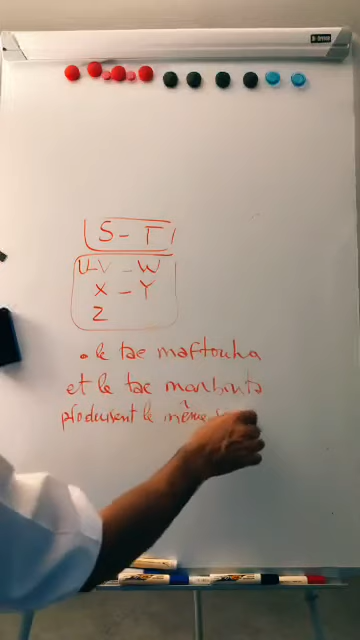 S - T
U-V - W
X - Y
Z
• le tae maftouha
et le tae marbouta
produisent le même